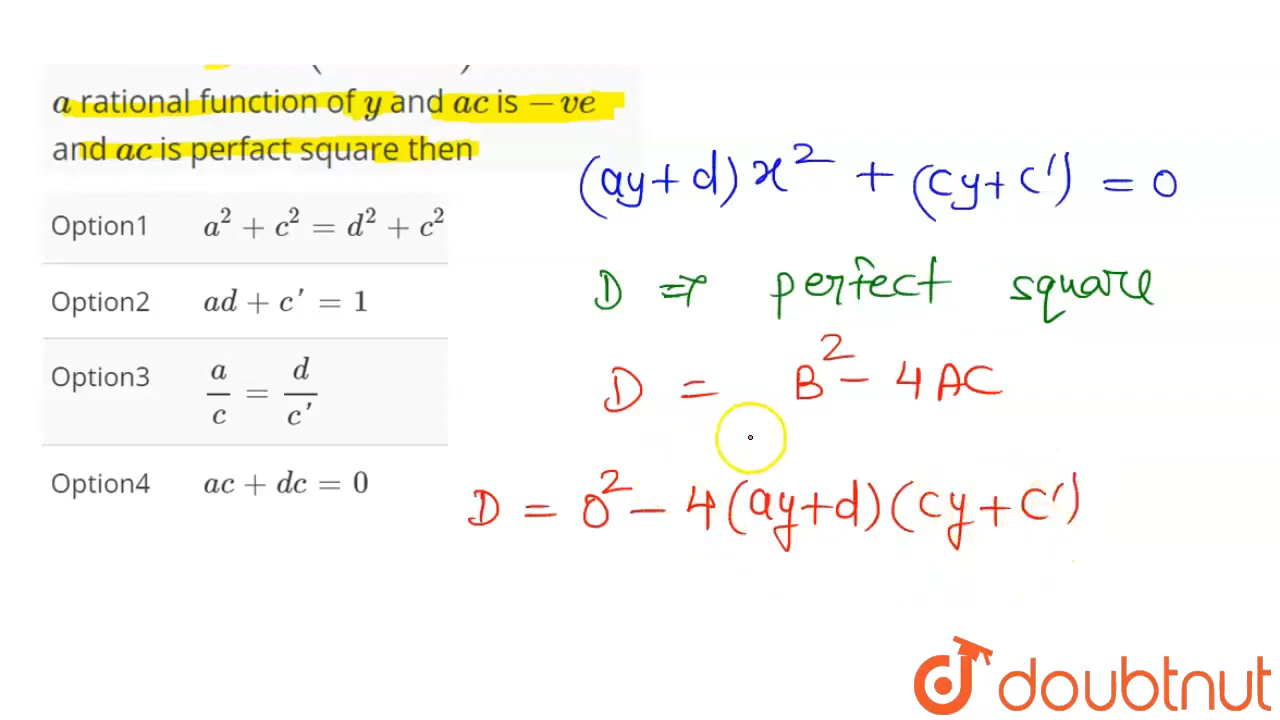 a rational function of y and ac is − ve
and ac is perfact square then
Option1 a² + c² = d² + c²
Option2 ad + c' = 1
Option3 a/c = d/c'
Option4 ac + dc = 0
(ay+d)x² + (cy+c') = 0
D ⇒ perfect square
D = B² − 4AC
D = 0² − 4(ay+d)(cy+c')
doubtnut